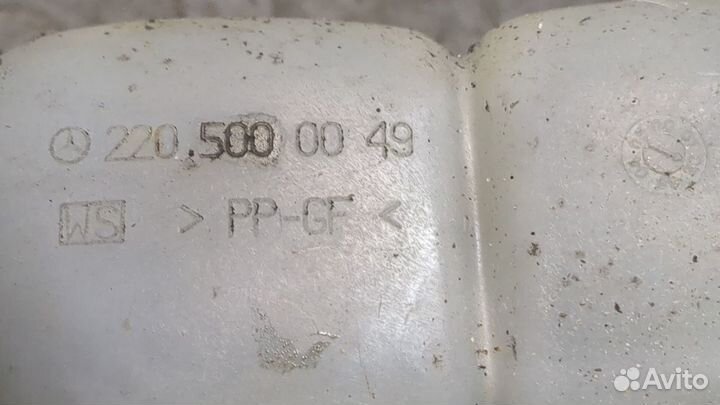 220.500 00 49
WS > PP-GF <
Avito